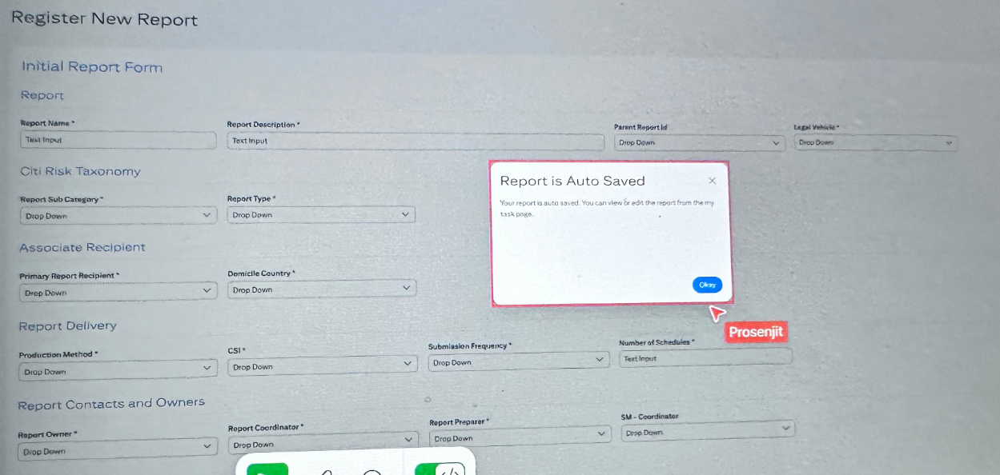 Register New Report
Initial Report Form
Report
Report Name *
Report Description *
Parent Report Id
Legal Vehicle *
Text Input
Text Input
Drop Down
Drop Down
Citi Risk Taxonomy
Report Sub Category *
Report Type *
Drop Down
Drop Down
Report is Auto Saved
Your report is auto saved. You can view or edit the report from the my
task page.
Okay
Prosenjit
Associate Recipient
Primary Report Recipient *
Domicile Country *
Drop Down
Drop Down
Report Delivery
Production Method *
CSI *
Submission Frequency *
Number of Schedules *
Drop Down
Drop Down
Drop Down
Text Input
Report Contacts and Owners
Report Owner *
Report Coordinator *
Report Preparer *
SM - Coordinator
Drop Down
Drop Down
Drop Down
Drop Down